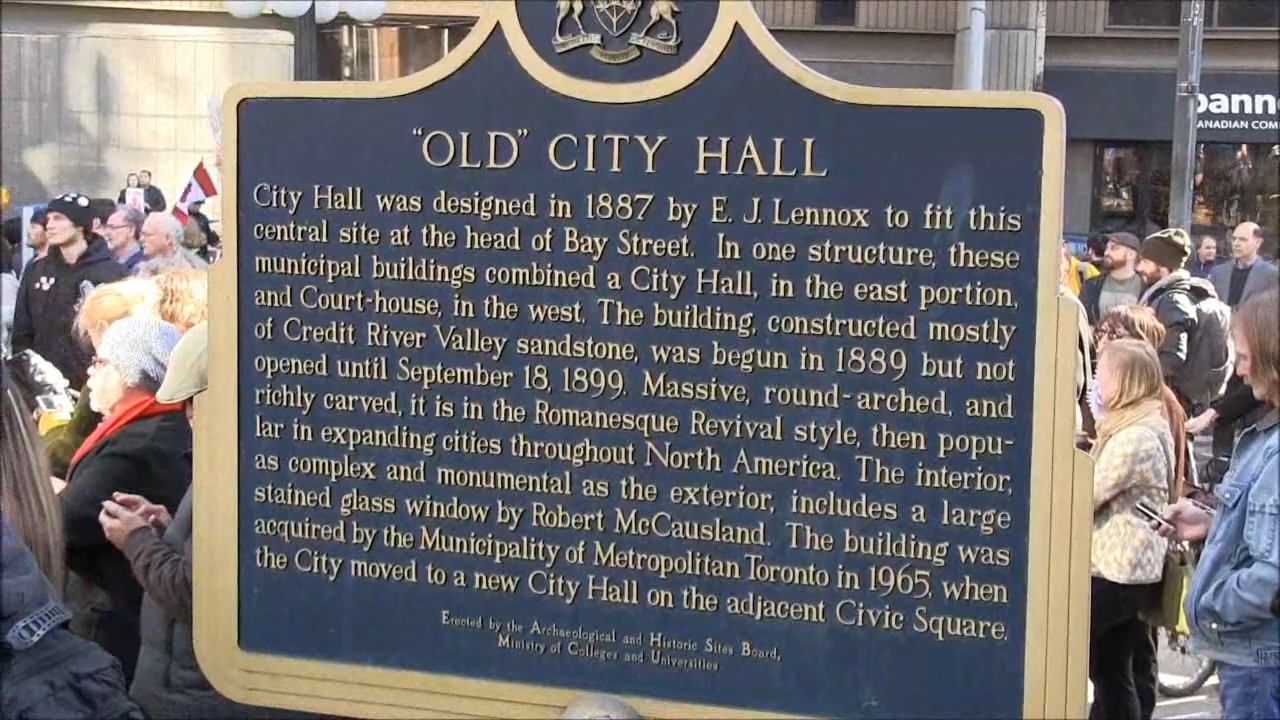 "OLD" CITY HALL
City Hall was designed in 1887 by E. J. Lennox to fit this
central site at the head of Bay Street. In one structure, these
municipal buildings combined a City Hall, in the east portion,
and Court-house, in the west. The building, constructed mostly
of Credit River Valley sandstone, was begun in 1889 but not
opened until September 18, 1899. Massive, round-arched, and
richly carved, it is in the Romanesque Revival style, then popu-
lar in expanding cities throughout North America. The interior,
as complex and monumental as the exterior, includes a large
stained glass window by Robert McCausland. The building was
acquired by the Municipality of Metropolitan Toronto in 1965, when
the City moved to a new City Hall on the adjacent Civic Square.
Erected by the Archaeological and Historic Sites Board,
Ministry of Colleges and Universities
pann
ANADIAN COM